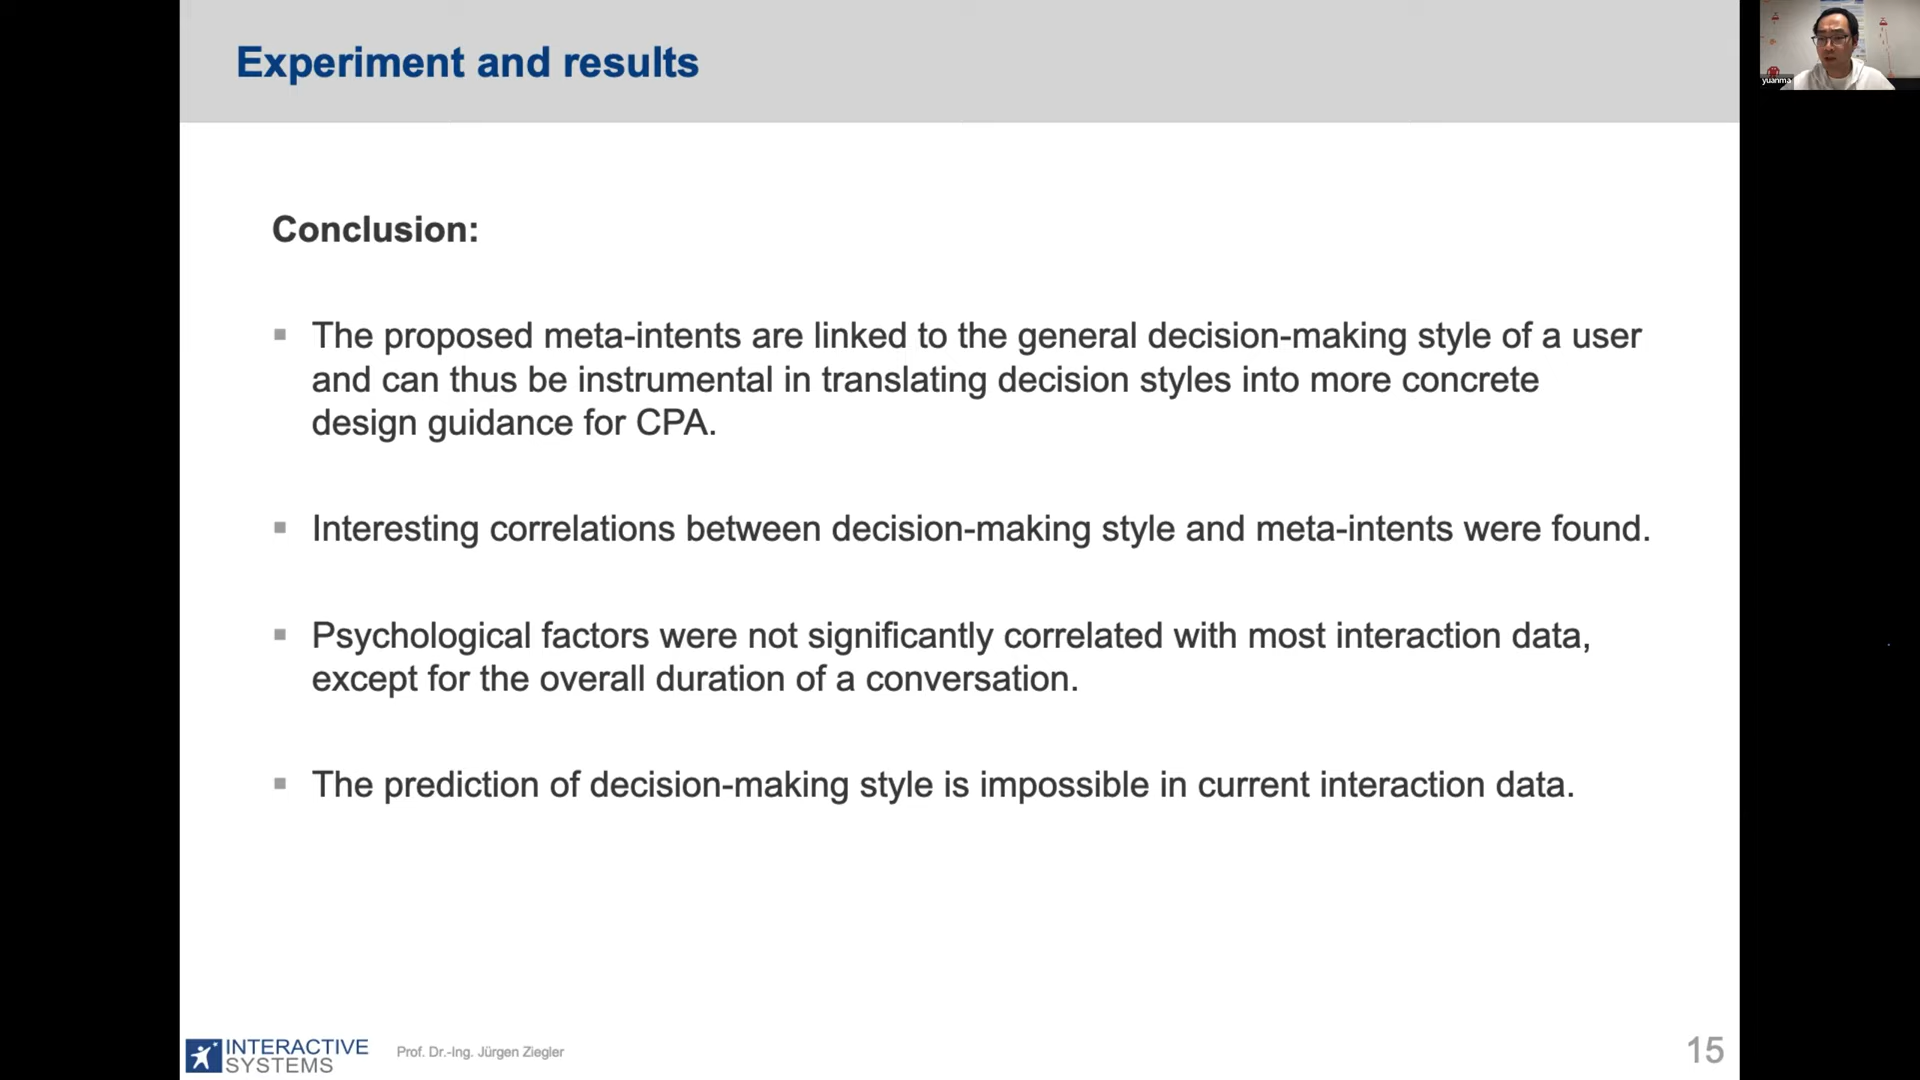 Experiment and results
yuanma
Conclusion:
▪ The proposed meta-intents are linked to the general decision-making style of a user
and can thus be instrumental in translating decision styles into more concrete
design guidance for CPA.
▪ Interesting correlations between decision-making style and meta-intents were found.
▪ Psychological factors were not significantly correlated with most interaction data,
except for the overall duration of a conversation.
▪ The prediction of decision-making style is impossible in current interaction data.
INTERACTIVE
SYSTEMS
Prof. Dr.-Ing. Jürgen Ziegler
15